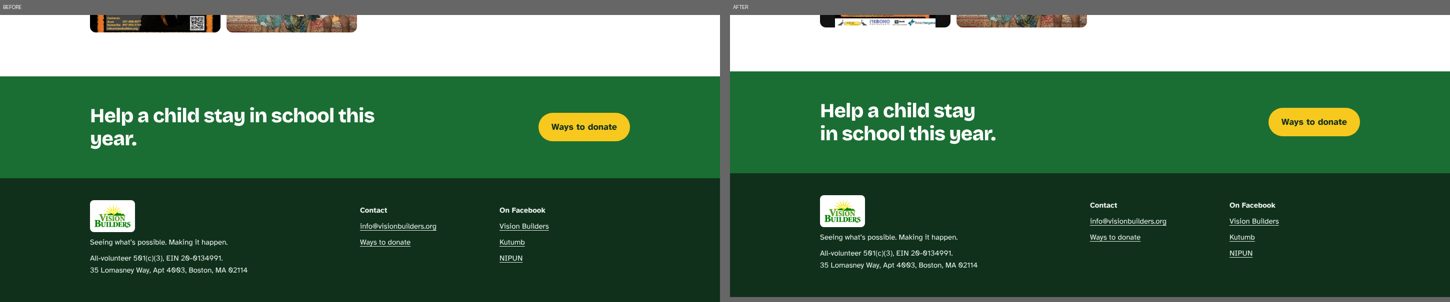 BEFORE
Help a child stay in school this
year.
Ways to donate
VISION
BUILDERS
Seeing what's possible. Making it happen.
All-volunteer 501(c)(3), EIN 20-0134991.
35 Lomasney Way, Apt 4003, Boston, MA 02114
Contact
info@visionbuilders.org
Ways to donate
On Facebook
Vision Builders
Kutumb
NIPUN
AFTER
Help a child stay
in school this year.
Ways to donate
VISION
BUILDERS
Seeing what's possible. Making it happen.
All-volunteer 501(c)(3), EIN 20-0134991.
35 Lomasney Way, Apt 4003, Boston, MA 02114
Contact
info@visionbuilders.org
Ways to donate
On Facebook
Vision Builders
Kutumb
NIPUN